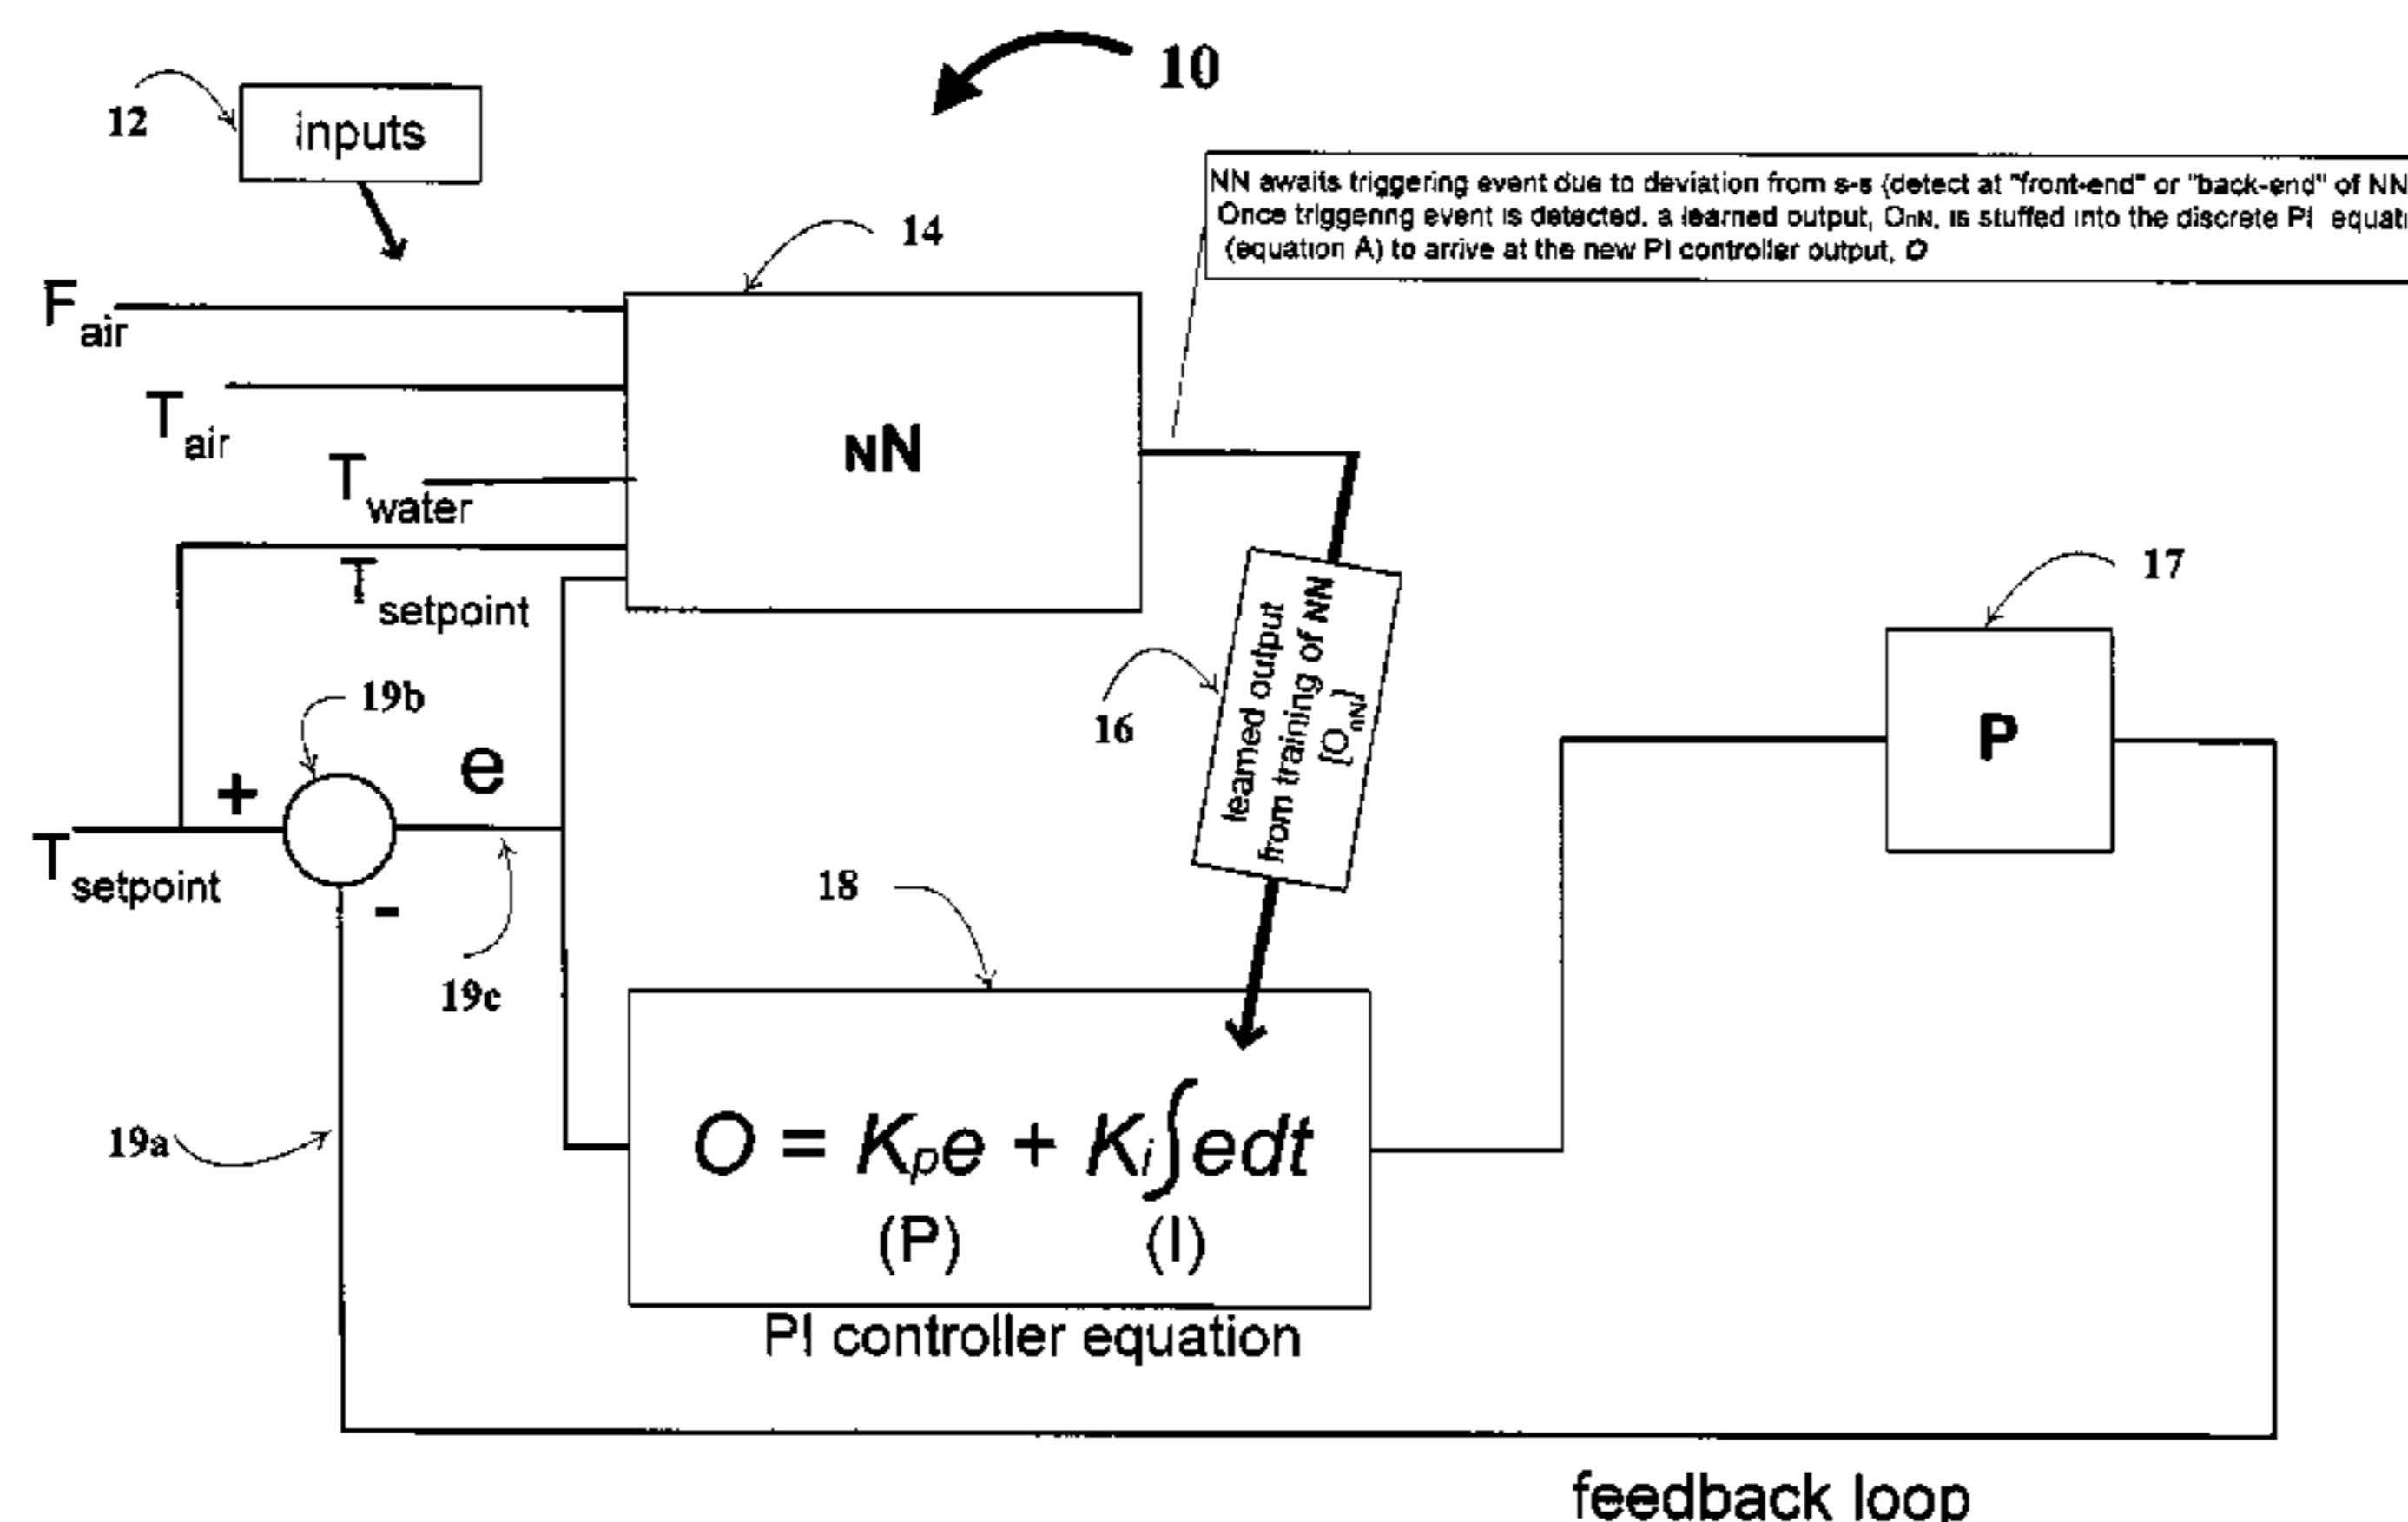 10
12
inputs
NN awaits triggering event due to deviation from s-s (detect at "front-end" or "back-end" of NN
Once triggering event is detected, a learned output, OnN, is stuffed into the discrete PI
(equation A) to arrive at the new PI controller output, O
14
Fair
Tair
NN
Twater
Tsetpoint
17
learned output
from training of NN
[OnN]
16
P
19b
e
+
Tsetpoint
-
18
19c
O = Kpe + Ki∫edt
(P) (I)
19a
PI controller equation
feedback loop